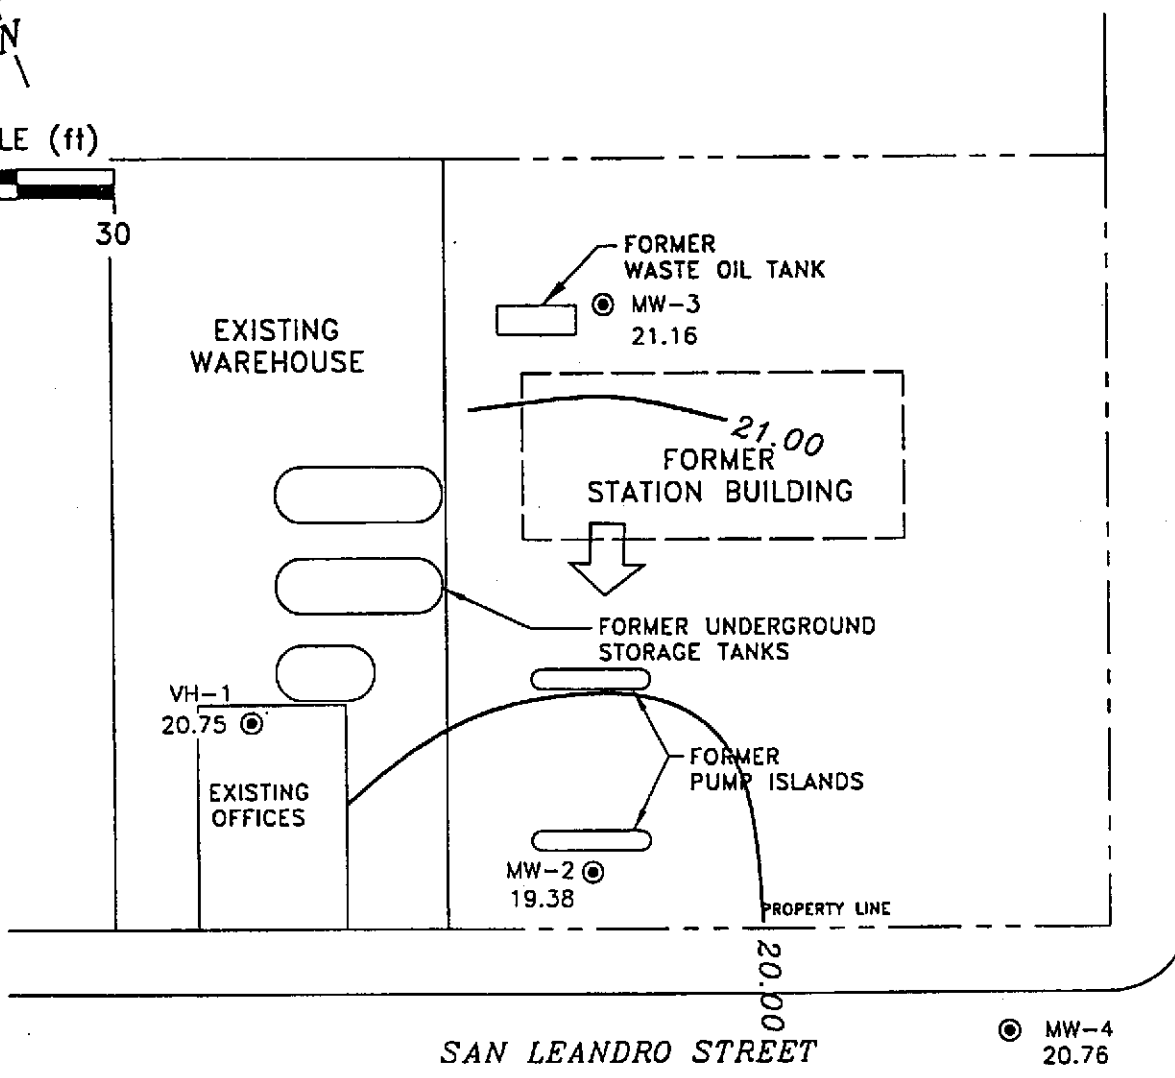 N
LE (ft)
30
FORMER
WASTE OIL TANK
MW-3
21.16
EXISTING
WAREHOUSE
21.00
FORMER
STATION BUILDING
FORMER UNDERGROUND
STORAGE TANKS
VH-1
20.75
FORMER
PUMP ISLANDS
EXISTING
OFFICES
MW-2
19.38
PROPERTY LINE
20.00
SAN LEANDRO STREET
MW-4
20.76